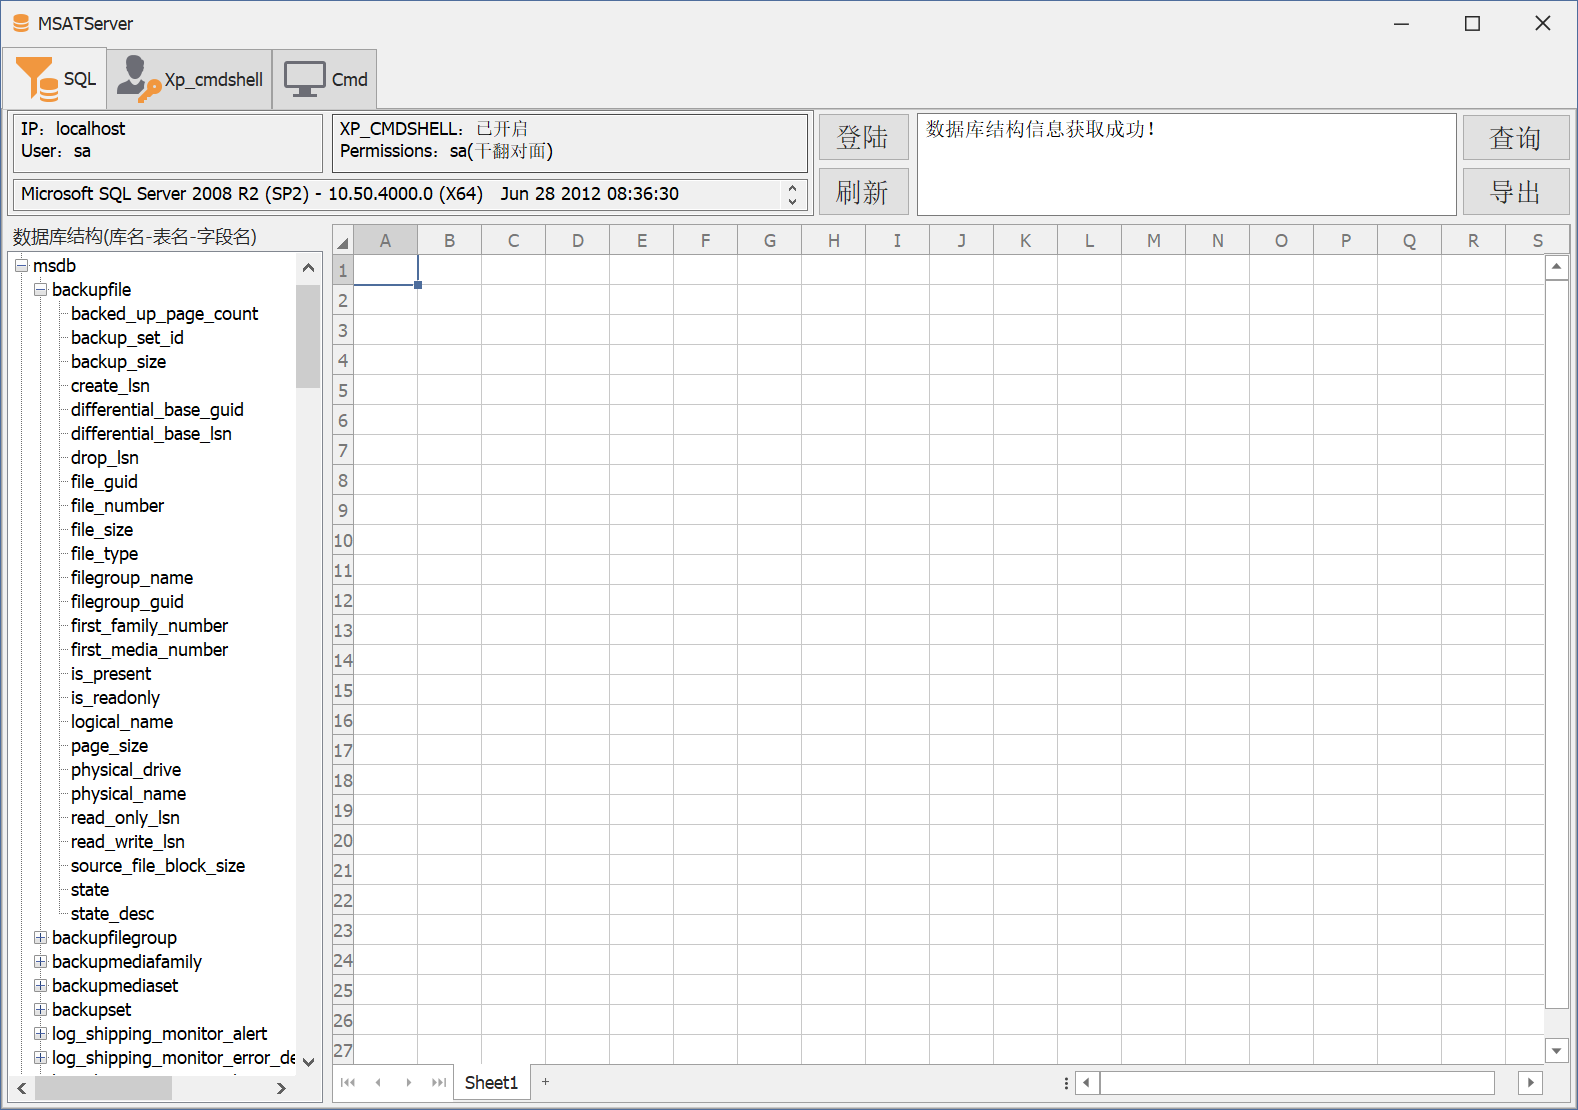 MSATServer
SQL
Xp_cmdshell
Cmd
IP：localhost
User：sa
XP_CMDSHELL：已开启
Permissions：sa(干翻对面)
Microsoft SQL Server 2008 R2 (SP2) - 10.50.4000.0 (X64) Jun 28 2012 08:36:30
登陆
刷新
数据库结构信息获取成功!
查询
导出
数据库结构(库名-表名-字段名)
msdb
backupfile
backed_up_page_count
backup_set_id
backup_size
create_lsn
differential_base_guid
differential_base_lsn
drop_lsn
file_guid
file_number
file_size
file_type
filegroup_name
filegroup_guid
first_family_number
first_media_number
is_present
is_readonly
logical_name
page_size
physical_drive
physical_name
read_only_lsn
read_write_lsn
source_file_block_size
state
state_desc
backupfilegroup
backupmediafamily
backupmediaset
backupset
log_shipping_monitor_alert
log_shipping_monitor_error_de
A B C D E F G H I J K L M N O P Q R S
1
2
3
4
5
6
7
8
9
10
11
12
13
14
15
16
17
18
19
20
21
22
23
24
25
26
27
Sheet1